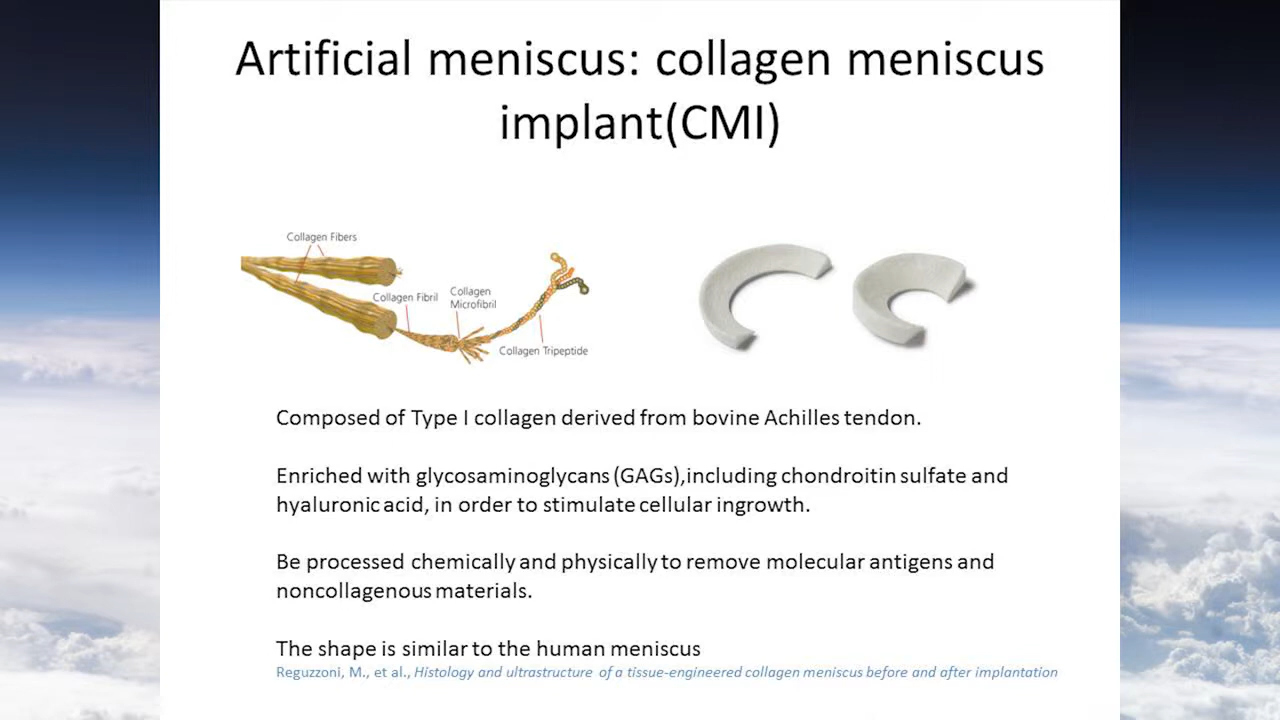 Artificial meniscus: collagen meniscus
implant(CMI)
Collagen Fibers
Collagen Fibril
Collagen
Microfibril
Collagen Tripeptide
Composed of Type I collagen derived from bovine Achilles tendon.
Enriched with glycosaminoglycans (GAGs),including chondroitin sulfate and
hyaluronic acid, in order to stimulate cellular ingrowth.
Be processed chemically and physically to remove molecular antigens and
noncollagenous materials.
The shape is similar to the human meniscus
Reguzzoni, M., et al., Histology and ultrastructure of a tissue-engineered collagen meniscus before and after implantation